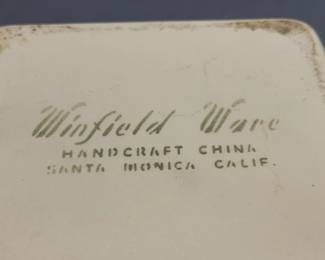 Winfield Ware
HANDCRAFT CHINA
SANTA MONICA CALIF.